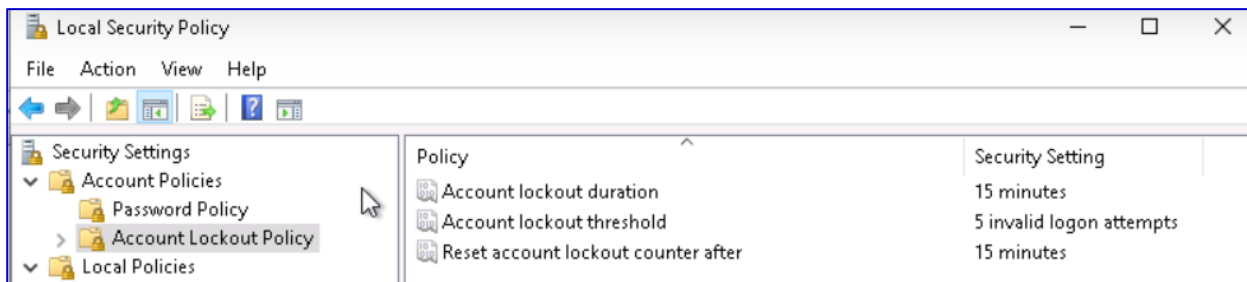 Local Security Policy
File Action View Help
Security Settings
Account Policies
Password Policy
Account Lockout Policy
Local Policies
Policy Security Setting
Account lockout duration 15 minutes
Account lockout threshold 5 invalid logon attempts
Reset account lockout counter after 15 minutes